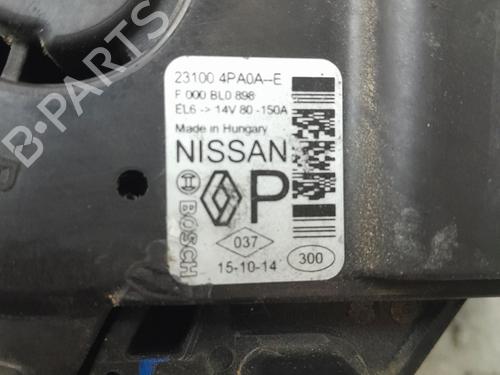 23100 4PA0A--E
F 000 BL0 898
EL6 -> 14V 80-150A
Made in Hungary
NISSAN
P
BOSCH
037
15-10-14
300
B-PARTS